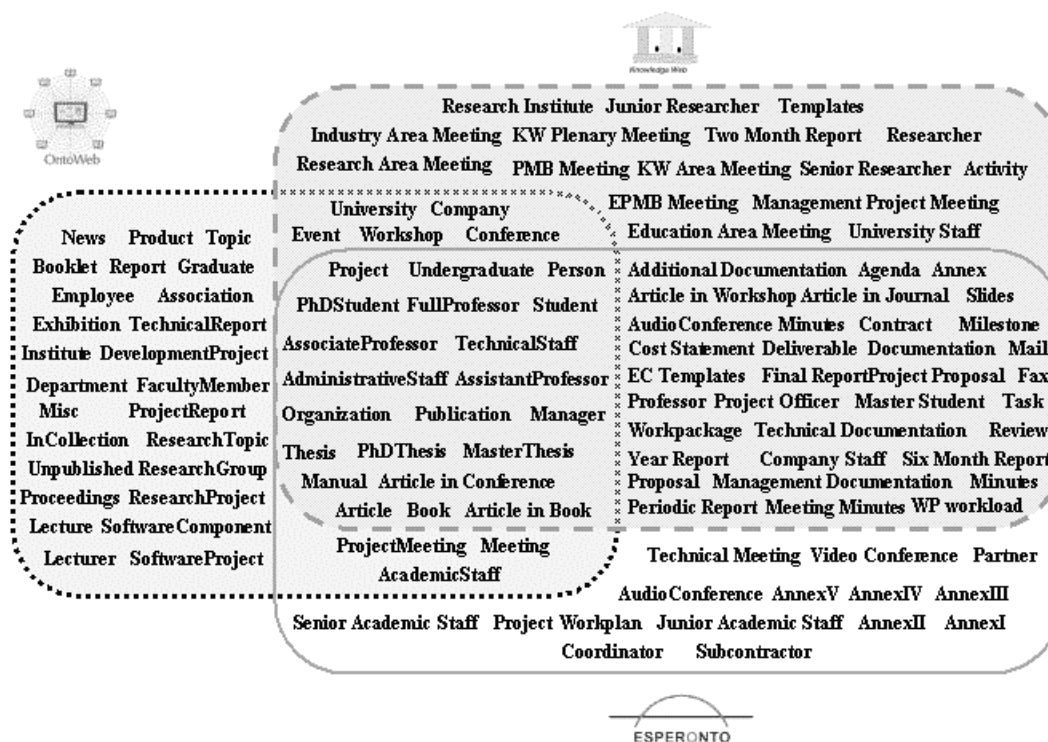 Knowledge Web
OntoWeb
Research Institute Junior Researcher Templates
Industry Area Meeting KW Plenary Meeting Two Month Report Researcher
Research Area Meeting PMB Meeting KW Area Meeting Senior Researcher Activity
University Company EPMB Meeting Management Project Meeting
Event Workshop Conference Education Area Meeting University Staff
News Product Topic
Booklet Report Graduate
Employee Association
Exhibition TechnicalReport
Institute DevelopmentProject
Department FacultyMember
Misc ProjectReport
InCollection ResearchTopic
Unpublished ResearchGroup
Proceedings ResearchProject
Lecture SoftwareComponent
Lecturer SoftwareProject
Project Undergraduate Person
PhDStudent FullProfessor Student
AssociateProfessor TechnicalStaff
AdministrativeStaff AssistantProfessor
Organization Publication Manager
Thesis PhDThesis MasterThesis
Manual Article in Conference
Article Book Article in Book
ProjectMeeting Meeting
AcademicStaff
Additional Documentation Agenda Annex
Article in Workshop Article in Journal Slides
AudioConference Minutes Contract Milestone
Cost Statement Deliverable Documentation Mail
EC Templates Final ReportProject Proposal Fax
Professor Project Officer Master Student Task
Workpackage Technical Documentation Review
Year Report Company Staff Six Month Report
Proposal Management Documentation Minutes
Periodic Report Meeting Minutes WP workload
Technical Meeting Video Conference Partner
AudioConference AnnexV AnnexIV AnnexIII
Senior Academic Staff Project Workplan Junior Academic Staff AnnexII AnnexI
Coordinator Subcontractor
ESPERONTO